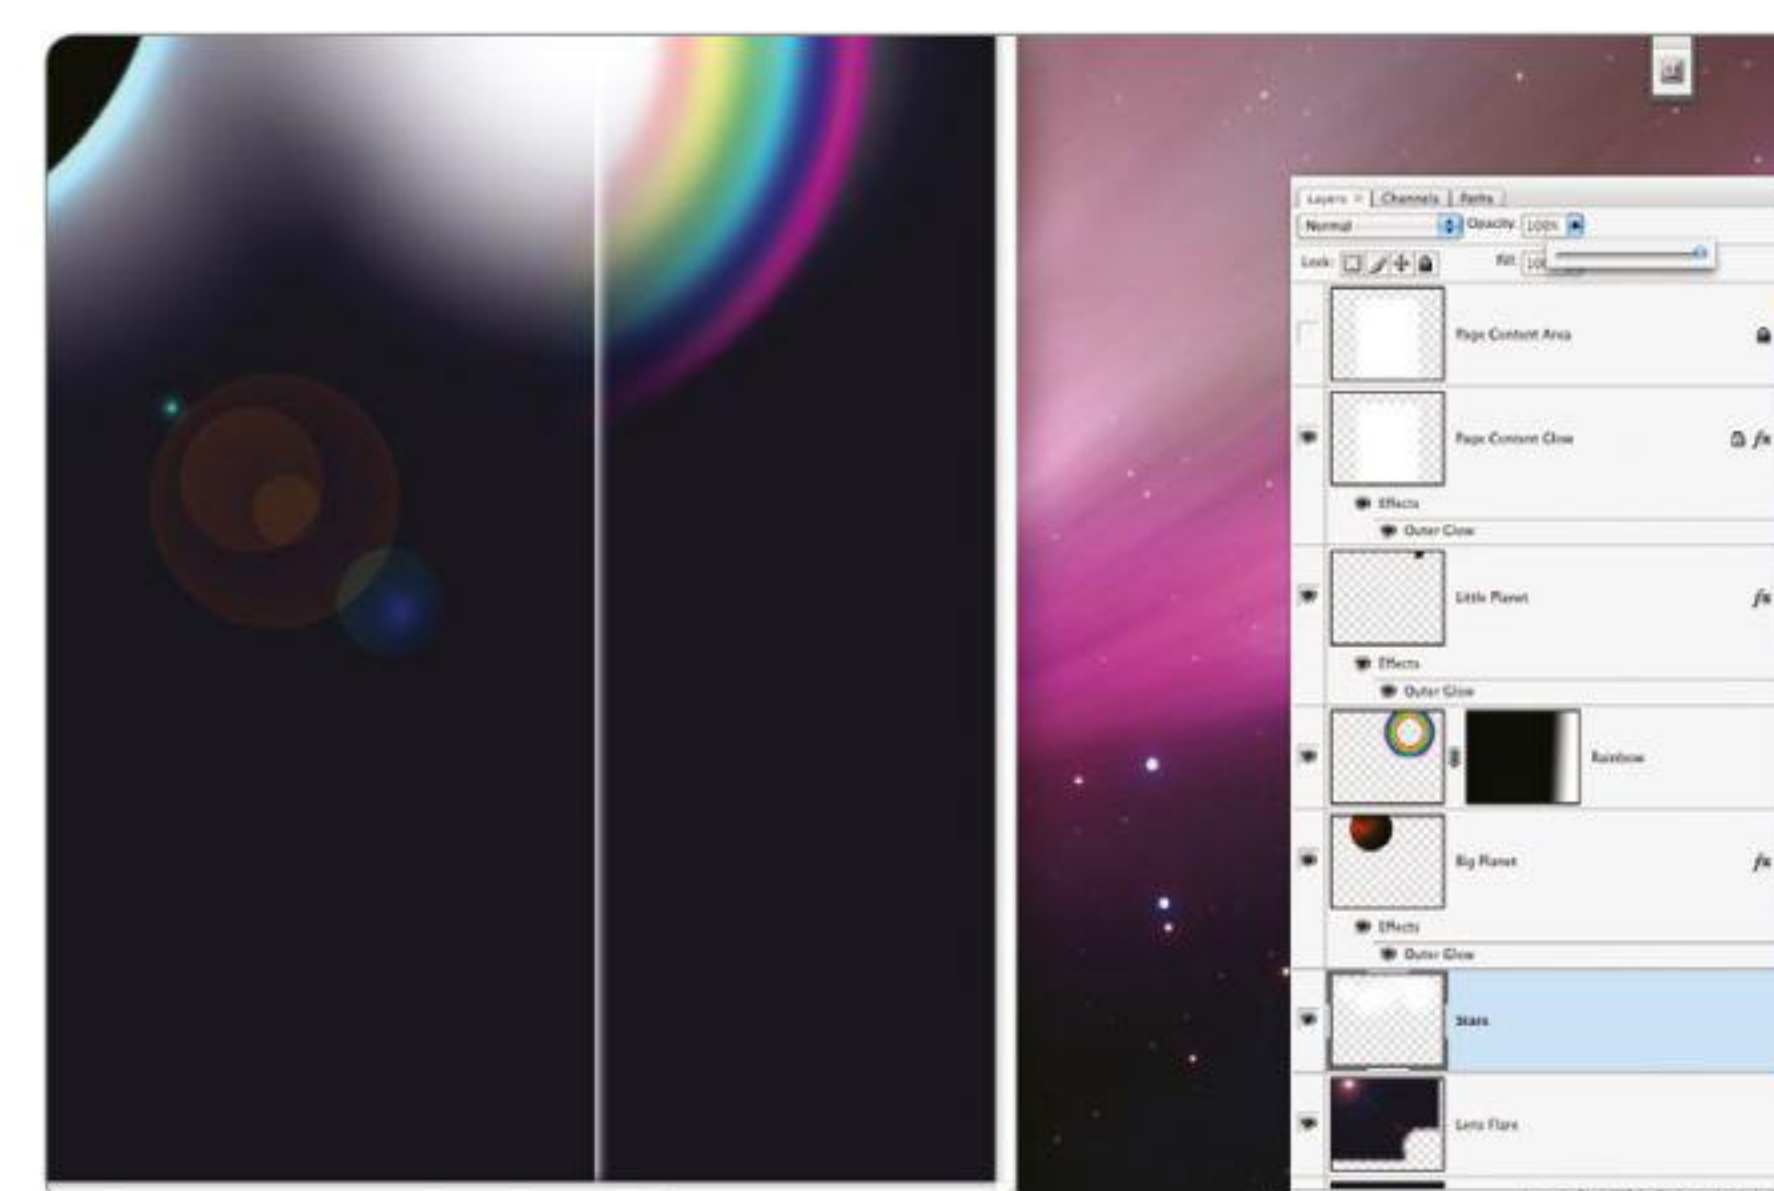 Layers × Channels Paths
Normal Opacity: 100%
Lock: Fill:
Page Content Area
Page Content Glow
Effects
Outer Glow
Little Planet
Effects
Outer Glow
Rainbow
Big Planet
Effects
Outer Glow
Stars
Lens Flare